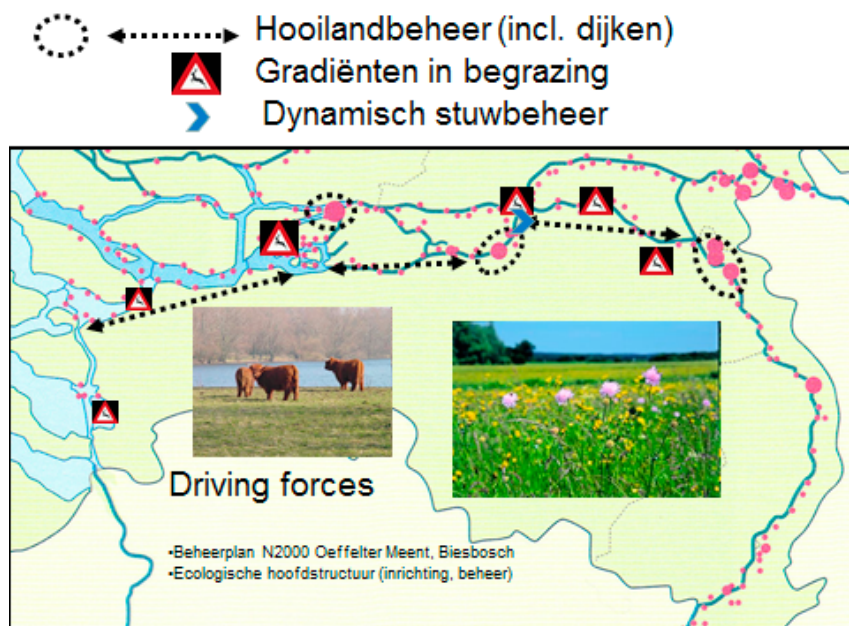 Hooilandbeheer (incl. dijken)
Gradiënten in begrazing
Dynamisch stuwbeheer
Driving forces
•Beheerplan N2000 Oeffelter Meent, Biesbosch
•Ecologische hoofdstructuur (inrichting, beheer)